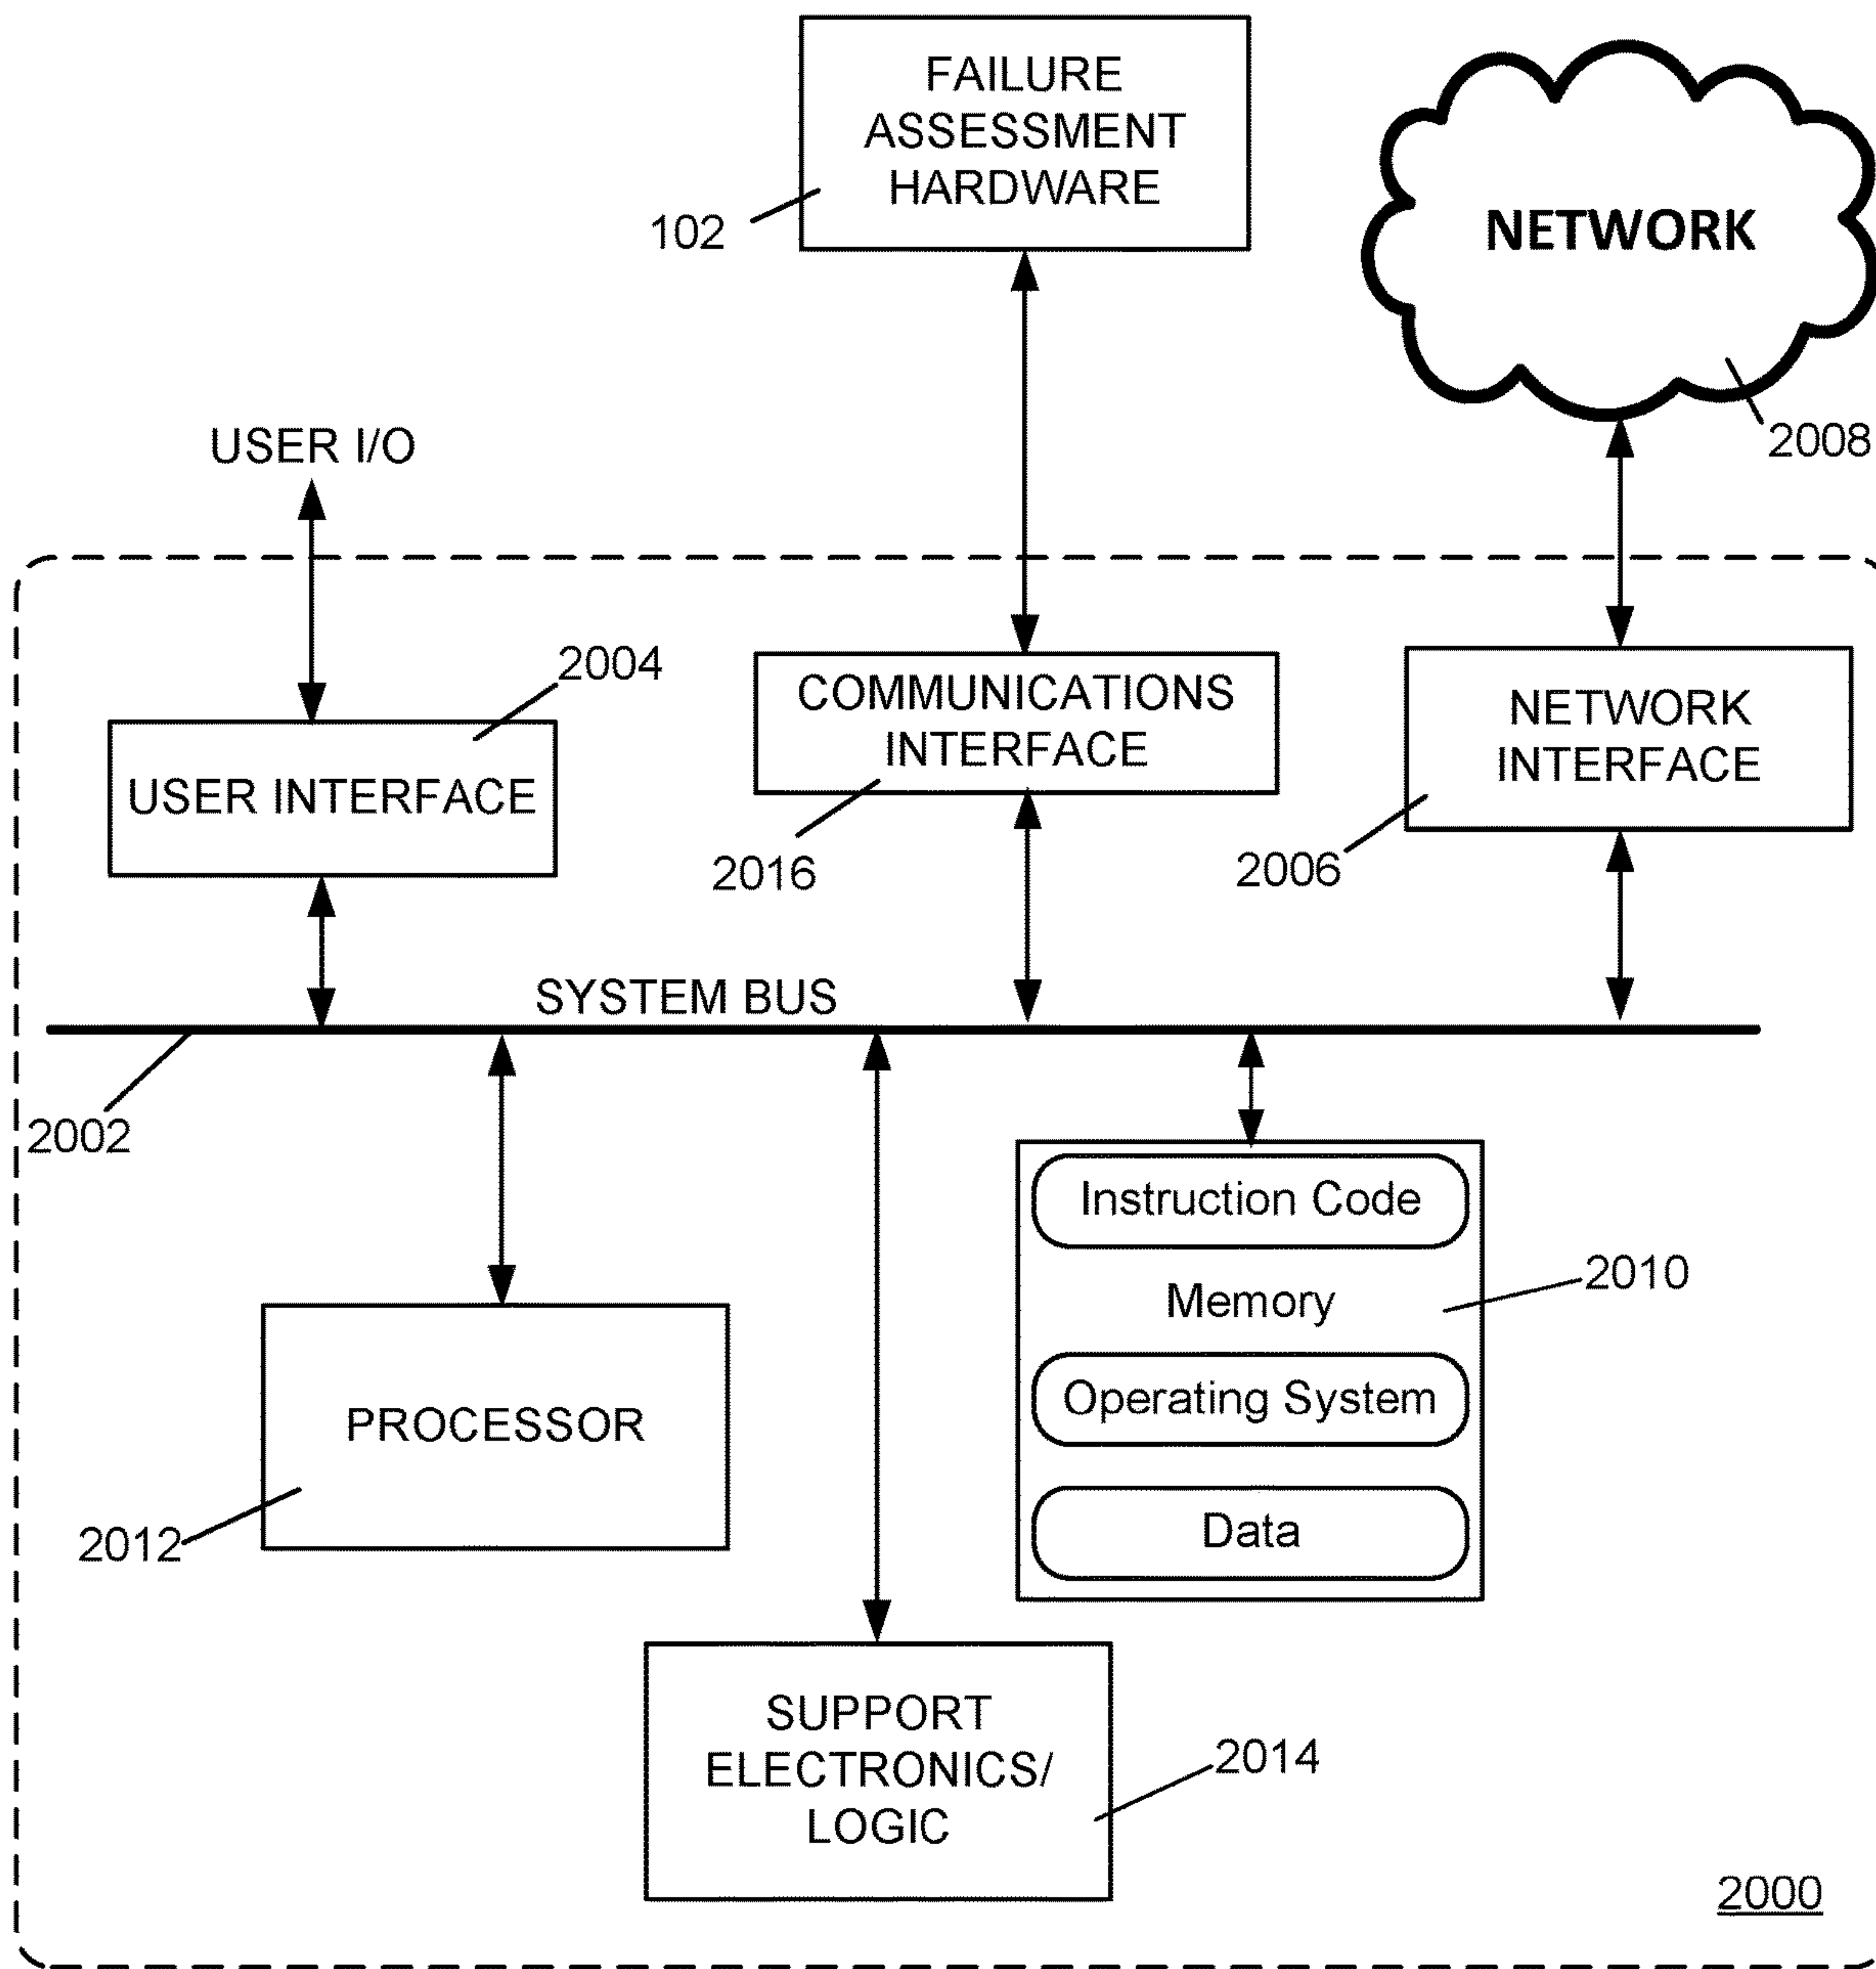 FAILURE
ASSESSMENT
HARDWARE
102
NETWORK
2008
USER I/O
2004
USER INTERFACE
COMMUNICATIONS
INTERFACE
2016
NETWORK
INTERFACE
2006
SYSTEM BUS
2002
Instruction Code
Memory
2010
Operating System
Data
PROCESSOR
2012
SUPPORT
ELECTRONICS/
LOGIC
2014
2000